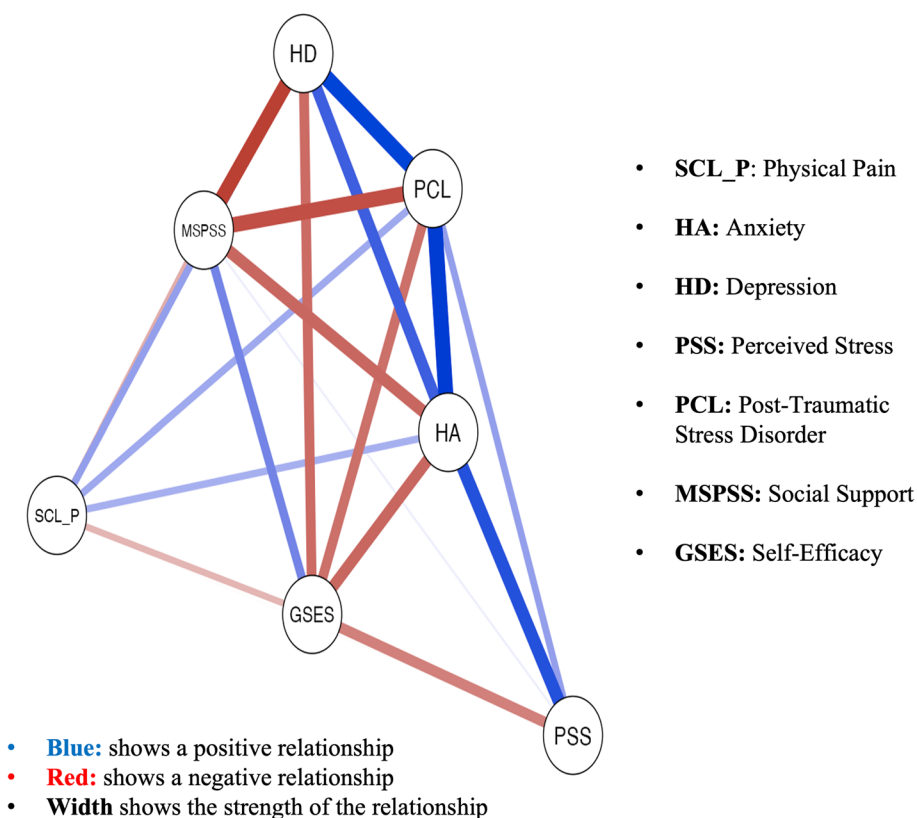 HD
PCL
MSPSS
HA
SCL_P
GSES
PSS
• SCL_P: Physical Pain
• HA: Anxiety
• HD: Depression
• PSS: Perceived Stress
• PCL: Post-Traumatic
Stress Disorder
• MSPSS: Social Support
• GSES: Self-Efficacy
• Blue: shows a positive relationship
• Red: shows a negative relationship
• Width shows the strength of the relationship